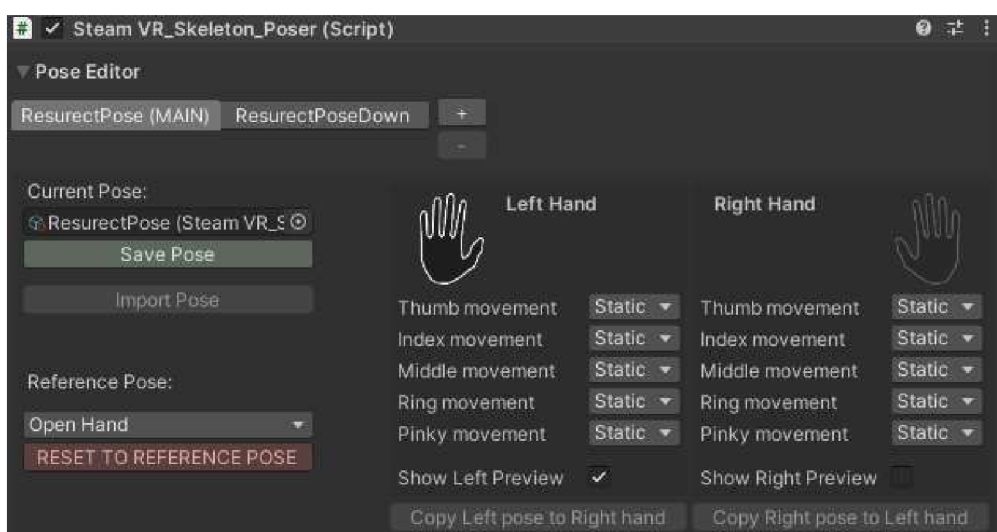 # Steam VR_Skeleton_Poser (Script)
Pose Editor
ResurectPose (MAIN) ResurectPoseDown +
-
Current Pose:
ResurectPose (Steam VR_S
Save Pose
Import Pose
Reference Pose:
Open Hand
RESET TO REFERENCE POSE
Left Hand
Thumb movement Static
Index movement Static
Middle movement Static
Ring movement Static
Pinky movement Static
Show Left Preview
Copy Left pose to Right hand
Right Hand
Thumb movement Static
Index movement Static
Middle movement Static
Ring movement Static
Pinky movement Static
Show Right Preview
Copy Right pose to Left hand